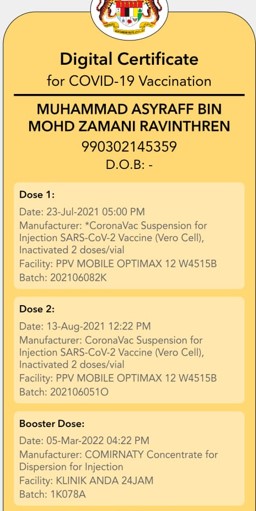 Digital Certificate
for COVID-19 Vaccination
MUHAMMAD ASYRAFF BIN
MOHD ZAMANI RAVINTHREN
990302145359
D.O.B: -
Dose 1:
Date: 23-Jul-2021 05:00 PM
Manufacturer: *CoronaVac Suspension for
Injection SARS-CoV-2 Vaccine (Vero Cell),
Inactivated 2 doses/vial
Facility: PPV MOBILE OPTIMAX 12 W4515B
Batch: 202106082K
Dose 2:
Date: 13-Aug-2021 12:22 PM
Manufacturer: CoronaVac Suspension for
Injection SARS-CoV-2 Vaccine (Vero Cell),
Inactivated 2 doses/vial
Facility: PPV MOBILE OPTIMAX 12 W4515B
Batch: 202106051O
Booster Dose:
Date: 05-Mar-2022 04:22 PM
Manufacturer: COMIRNATY Concentrate for
Dispersion for Injection
Facility: KLINIK ANDA 24JAM
Batch: 1K078A